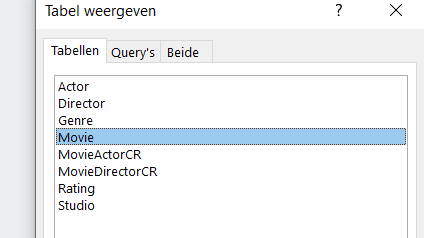 Tabel weergeven ?
Tabellen Query's Beide
Actor
Director
Genre
Movie
MovieActorCR
MovieDirectorCR
Rating
Studio